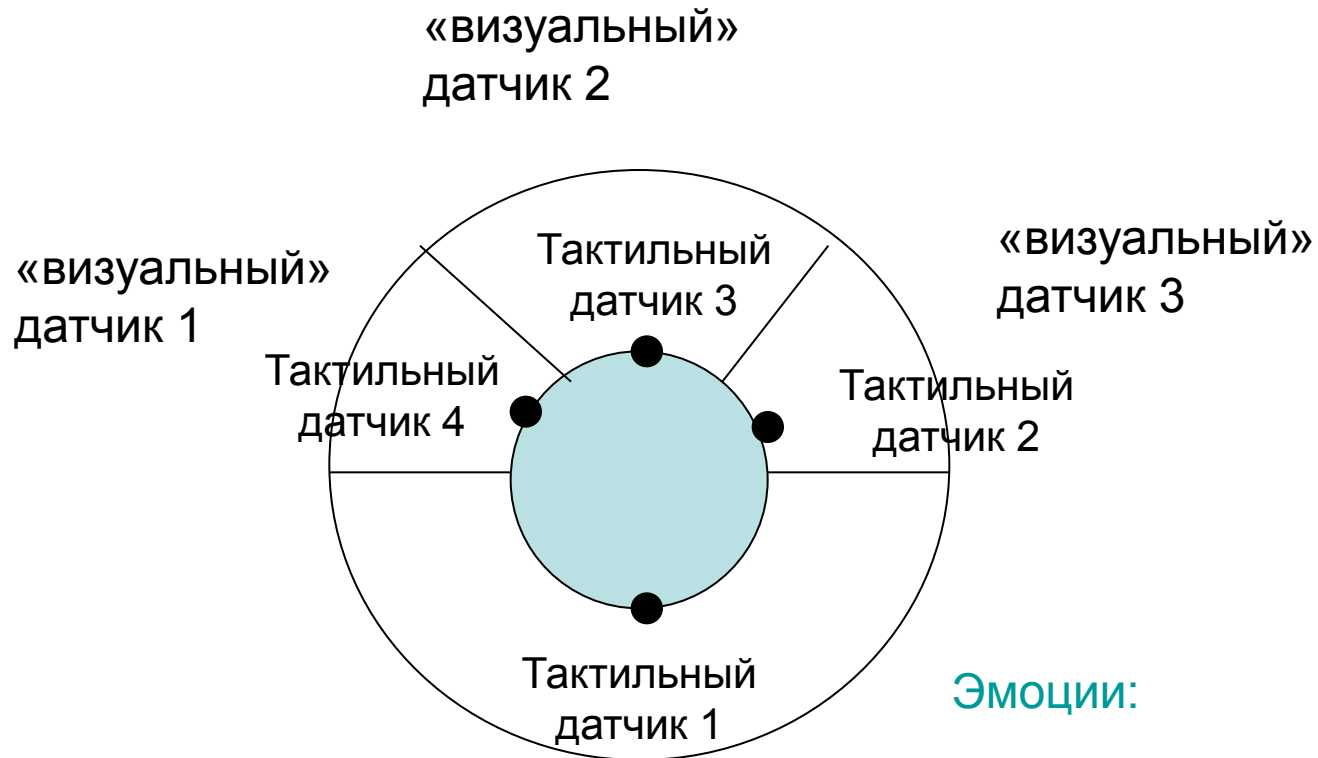 «визуальный»
датчик 2
«визуальный»
датчик 1
Тактильный
датчик 3
«визуальный»
датчик 3
Тактильный
датчик 4
Тактильный
датчик 2
Тактильный
датчик 1
Эмоции: